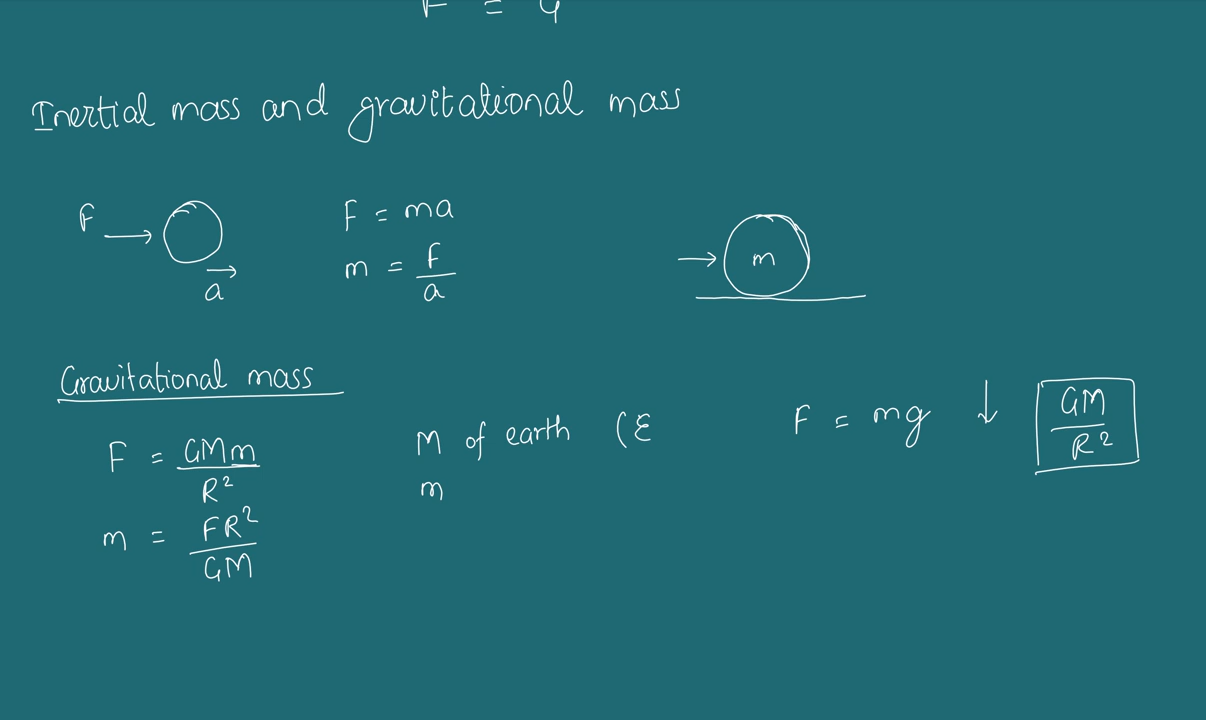 F = G
Inertial mass and gravitational mass
F → a →
F = ma
m = F/a
m
Gravitational mass
F = GMm/R²
m = FR²/GM
M of earth (E
m
F = mg ↓ GM/R²